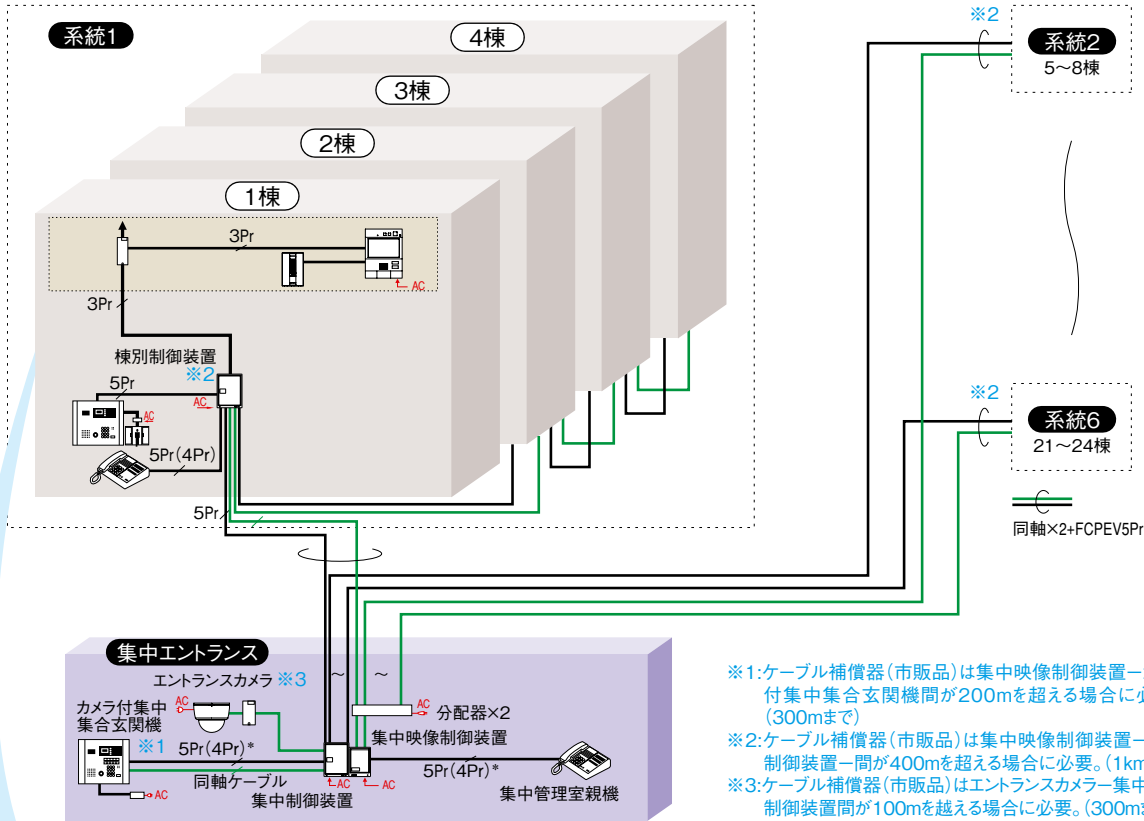 系統1
4棟
3棟
2棟
1棟
3Pr
AC
3Pr
棟別制御装置
※2
5Pr
AC
AC
5Pr(4Pr)
5Pr
※2
系統2
5〜8棟
※2
系統6
21〜24棟
同軸×2+FCPEV5Pr
集中エントランス
エントランスカメラ ※3
〜 〜
カメラ付集中
集合玄関機
AC
※1
5Pr(4Pr)*
同軸ケーブル
AC
集中制御装置
AC
AC
AC
分配器×2
集中映像制御装置
5Pr(4Pr)*
集中管理室親機
※1:ケーブル補償器(市販品)は集中映像制御装置ー
付集中集合玄関機間が200mを超える場合に必
(300mまで)
※2:ケーブル補償器(市販品)は集中映像制御装置ー
制御装置ー間が400mを超える場合に必要。(1km
※3:ケーブル補償器(市販品)はエントランスカメラー集中
制御装置間が100mを越える場合に必要。(300m